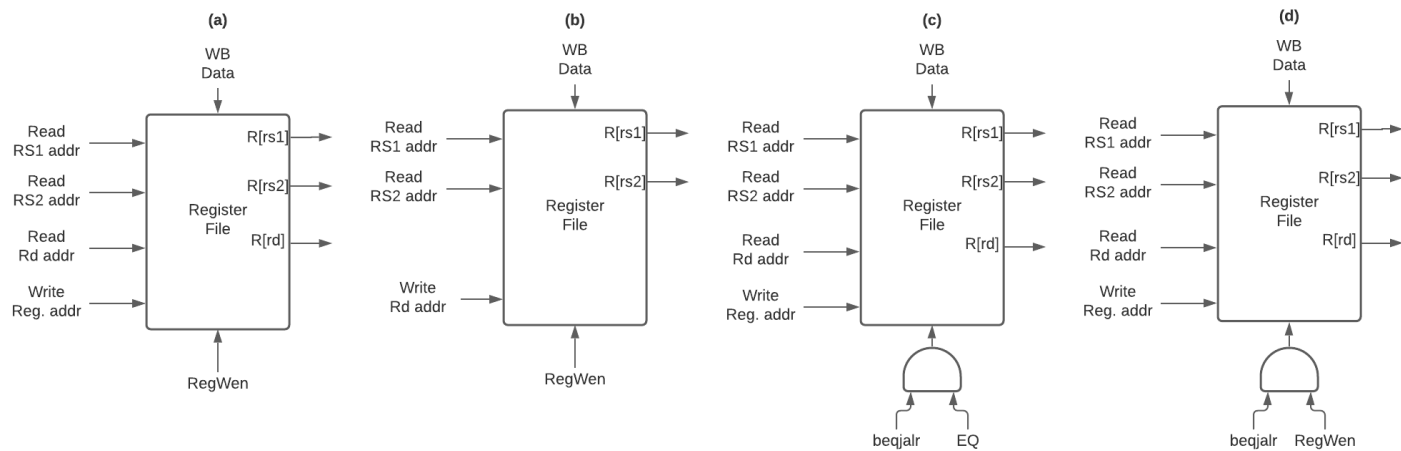 (a)
WB
Data
Read
RS1 addr
Read
RS2 addr
Read
Rd addr
Write
Reg. addr
R[rs1]
R[rs2]
R[rd]
Register
File
RegWen
(b)
WB
Data
Read
RS1 addr
Read
RS2 addr
Write
Rd addr
R[rs1]
R[rs2]
Register
File
RegWen
(c)
WB
Data
Read
RS1 addr
Read
RS2 addr
Read
Rd addr
Write
Reg. addr
R[rs1]
R[rs2]
R[rd]
Register
File
beqjalr
EQ
(d)
WB
Data
Read
RS1 addr
Read
RS2 addr
Read
Rd addr
Write
Reg. addr
R[rs1]
R[rs2]
R[rd]
Register
File
beqjalr
RegWen